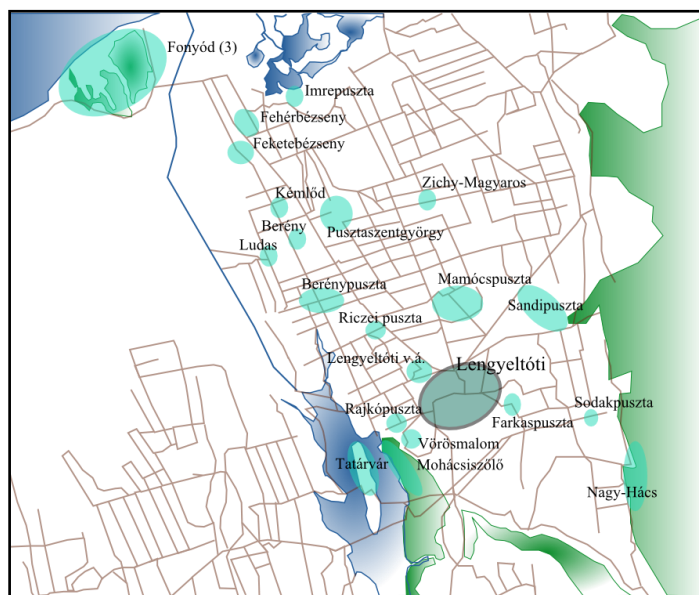 Fonyód (3)
Imrepuszta
Fehérbézseny
Feketebézseny
Zichy-Magyaros
Kémlőd
Berény
Pusztaszentgyörgy
Ludas
Berénypuszta
Mamócspuszta
Sandipuszta
Riczei puszta
Lengyeltóti v.á.
Lengyeltóti
Rajkópuszta
Farkaspuszta
Sodakpuszta
Vörösmalom
Tatárvár
Mohácsiszőlő
Nagy-Hács